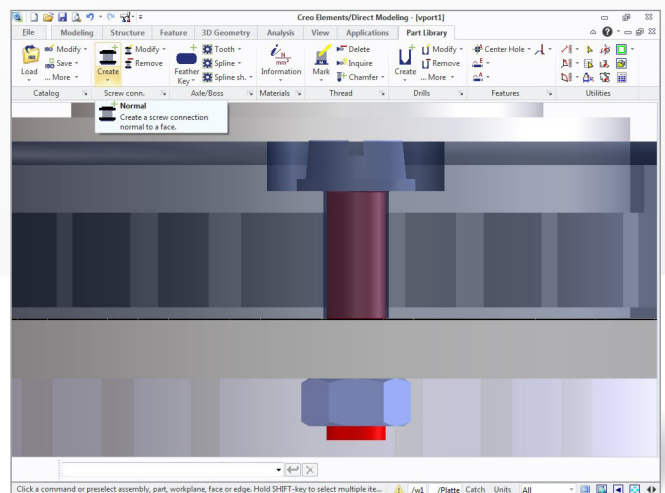 Creo Elements/Direct Modeling - [vport1]
File Modeling Structure Feature 3D Geometry Analysis View Applications Part Library
Load
Modify
Save
... More
Create
Modify
Remove
Feather Key
Tooth
Spline
Spline sh.
mm²
Information
Mark
Delete
Inquire
Chamfer
Create
Modify
Remove
... More
Center Hole
Catalog Screw conn. Axle/Boss Materials Thread Drills Features Utilities
Normal
Create a screw connection
normal to a face.
Click a command or preselect assembly, part, workplane, face or edge. Hold SHIFT-key to select multiple ite... /w1 /Platte Catch Units All